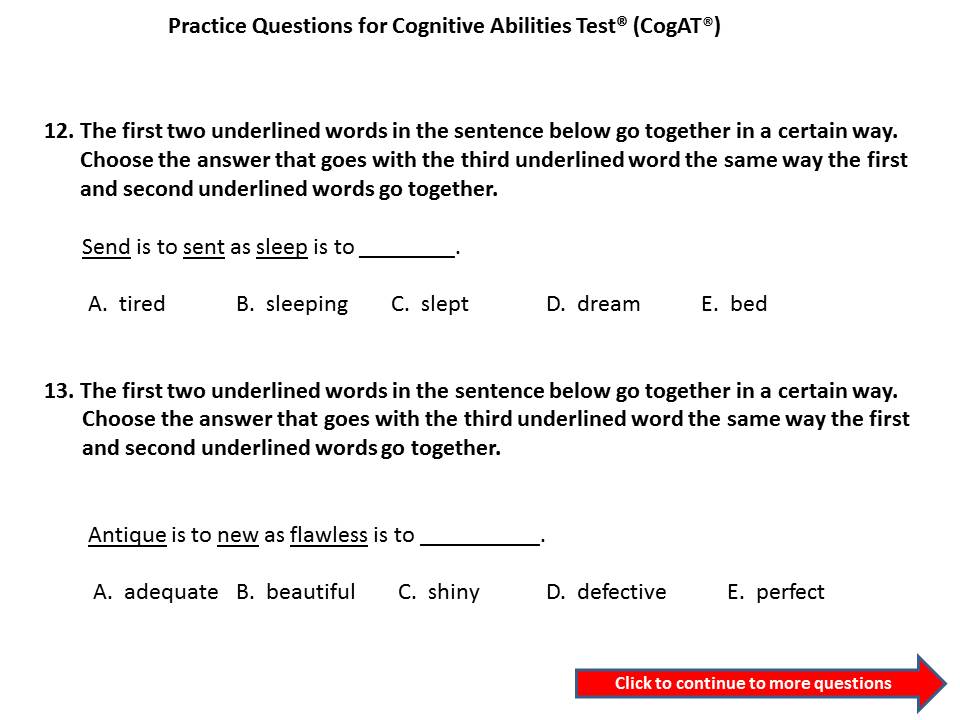 Practice Questions for Cognitive Abilities Test® (CogAT®)
12. The first two underlined words in the sentence below go together in a certain way.
Choose the answer that goes with the third underlined word the same way the first
and second underlined words go together.
Send is to sent as sleep is to ________.
A. tired B. sleeping C. slept D. dream E. bed
13. The first two underlined words in the sentence below go together in a certain way.
Choose the answer that goes with the third underlined word the same way the first
and second underlined words go together.
Antique is to new as flawless is to __________.
A. adequate B. beautiful C. shiny D. defective E. perfect
Click to continue to more questions